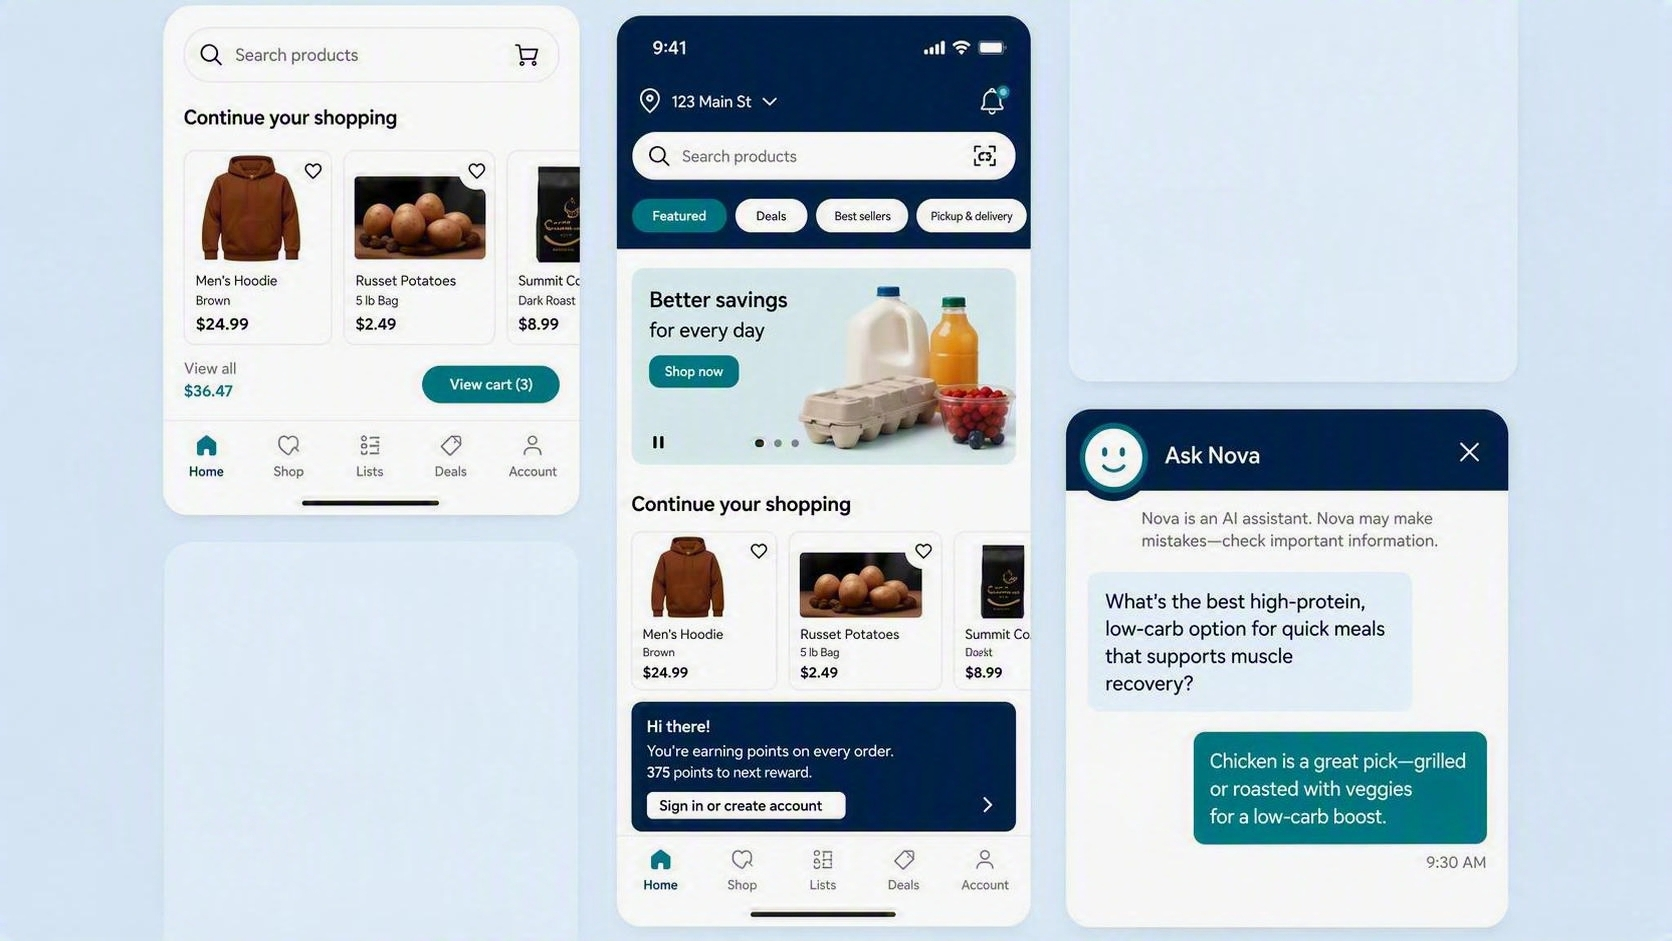 Search products
Continue your shopping
Men's Hoodie
Brown
$24.99
Russet Potatoes
5 lb Bag
$2.49
Summit Co
Dark Roast
$8.99
View all
$36.47
View cart (3)
Home
Shop
Lists
Deals
Account
9:41
123 Main St
Search products
Featured
Deals
Best sellers
Pickup & delivery
Better savings
for every day
Shop now
Continue your shopping
Men's Hoodie
Brown
$24.99
Russet Potatoes
5 lb Bag
$2.49
Summit Co.
$8.99
Hi there!
You're earning points on every order.
375 points to next reward.
Sign in or create account
Home
Shop
Lists
Deals
Account
Ask Nova
Nova is an AI assistant. Nova may make
mistakes—check important information.
What's the best high-protein,
low-carb option for quick meals
that supports muscle
recovery?
Chicken is a great pick—grilled
or roasted with veggies
for a low-carb boost.
9:30 AM